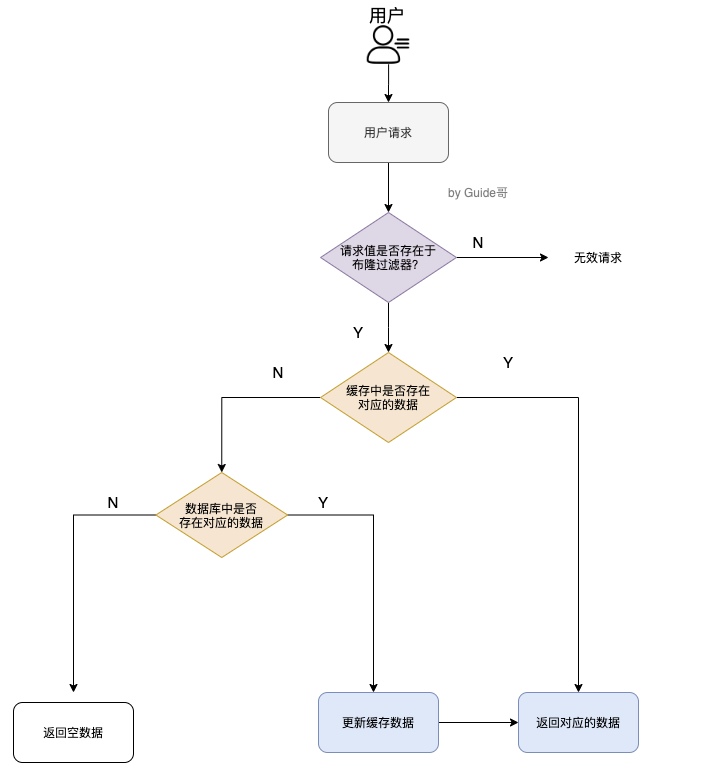 用户
用户请求
by Guide哥
请求值是否存在于
布隆过滤器?
N
无效请求
Y
Y
N
缓存中是否存在
对应的数据
N
Y
数据库中是否
存在对应的数据
返回空数据
更新缓存数据
返回对应的数据